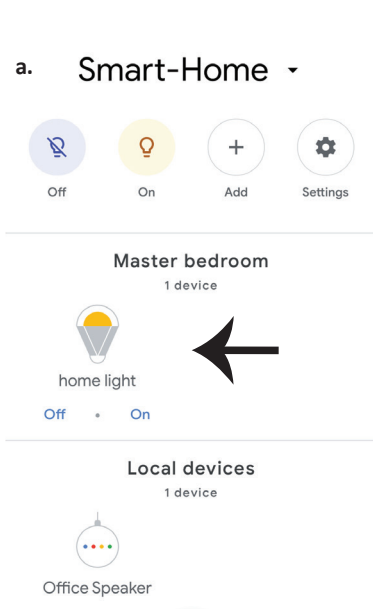 a. Smart-Home
Off On Add Settings
Master bedroom
1 device
home light
Off • On
Local devices
1 device
Office Speaker